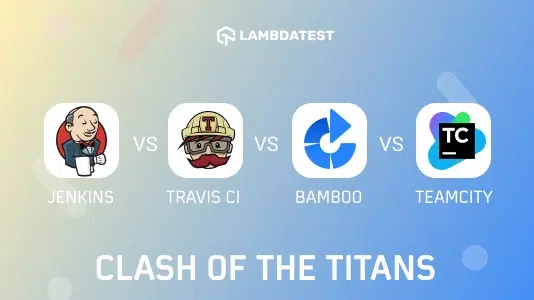 LAMBDATEST
T
TC
VS VS VS
JENKINS TRAVIS CI BAMBOO TEAMCITY
CLASH OF THE TITANS